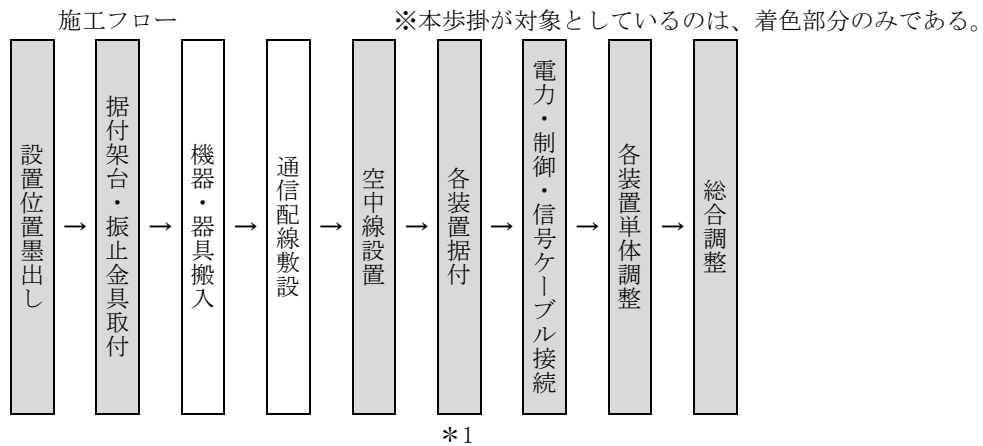 施工フロー
※本歩掛が対象としているのは、着色部分のみである。
設置位置墨出し
→
据付架台・振止金具取付
→
機器・器具搬入
→
通信配線敷設
→
空中線設置
→
各装置据付
→
電力・制御・信号ケーブル接続
→
各装置単体調整
→
総合調整
＊1